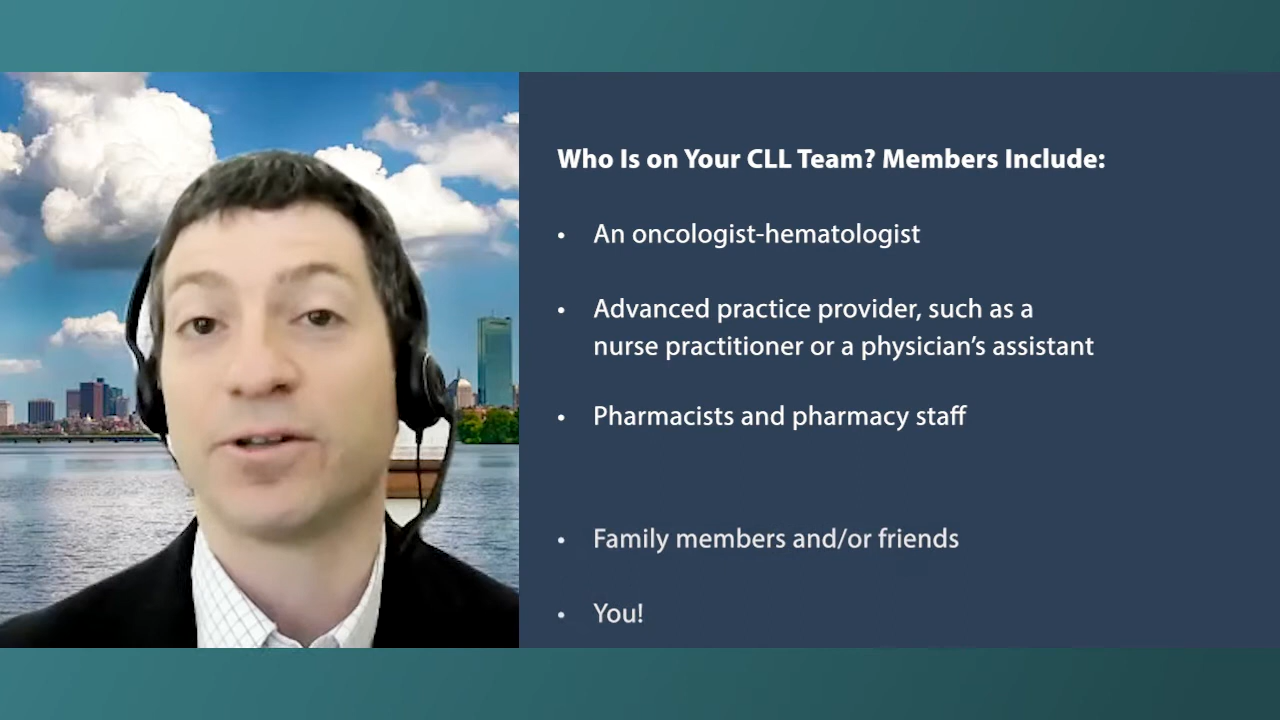 Who Is on Your CLL Team? Members Include:
• An oncologist-hematologist
• Advanced practice provider, such as a
nurse practitioner or a physician’s assistant
• Pharmacists and pharmacy staff
• Family members and/or friends
• You!